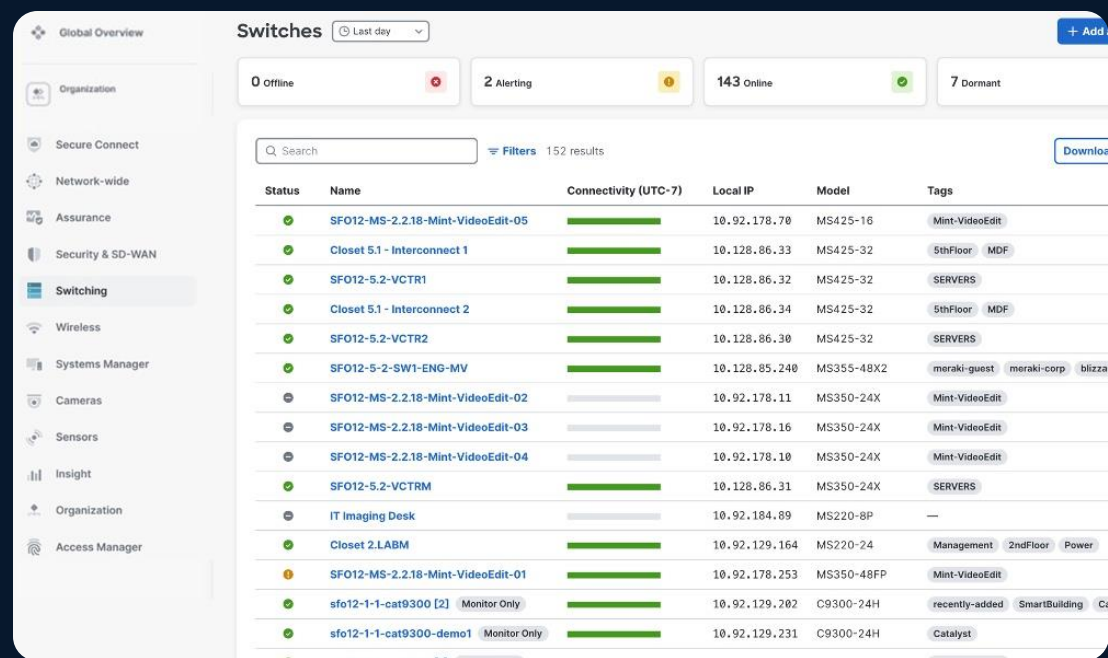 Global Overview
Organization
Secure Connect
Network-wide
Assurance
Security & SD-WAN
Switching
Wireless
Systems Manager
Cameras
Sensors
Insight
Organization
Access Manager
Switches Last day + Add
0 Offline 2 Alerting 143 Online 7 Dormant
Search Filters 152 results
Status Name Connectivity (UTC-7) Local IP Model Tags
SFO12-MS-2.2.18-Mint-VideoEdit-05 10.92.178.70 MS425-16 Mint-VideoEdit
Closet 5.1 - Interconnect 1 10.128.86.33 MS425-32 5thFloor MDF
SFO12-5.2-VCTR1 10.128.86.32 MS425-32 SERVERS
Closet 5.1 - Interconnect 2 10.128.86.34 MS425-32 5thFloor MDF
SFO12-5.2-VCTR2 10.128.86.30 MS425-32 SERVERS
SFO12-5-2-SW1-ENG-MV 10.128.85.240 MS355-48X2 meraki-guest meraki-corp blizza
SFO12-MS-2.2.18-Mint-VideoEdit-02 10.92.178.11 MS350-24X Mint-VideoEdit
SFO12-MS-2.2.18-Mint-VideoEdit-03 10.92.178.16 MS350-24X Mint-VideoEdit
SFO12-MS-2.2.18-Mint-VideoEdit-04 10.92.178.10 MS350-24X Mint-VideoEdit
SFO12-5.2-VCTRM 10.128.86.31 MS350-24X SERVERS
IT Imaging Desk 10.92.184.89 MS220-8P —
Closet 2.LABM 10.92.129.164 MS220-24 Management 2ndFloor Power
SFO12-MS-2.2.18-Mint-VideoEdit-01 10.92.178.253 MS350-48FP Mint-VideoEdit
sfo12-1-1-cat9300 [2] Monitor Only 10.92.129.202 C9300-24H recently-added SmartBuilding Ca
sfo12-1-1-cat9300-demo1 Monitor Only 10.92.129.231 C9300-24H Catalyst